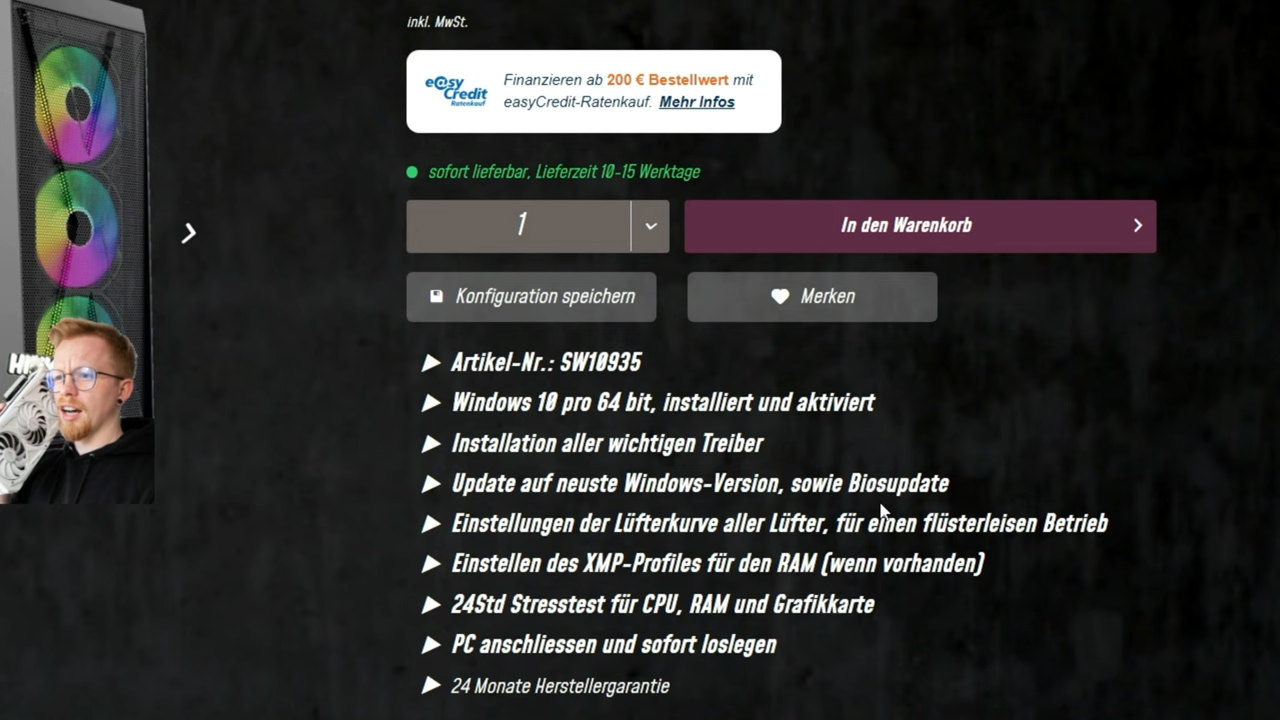 inkl. MwSt.
e@sy
Credit
Ratenkauf
Finanzieren ab 200 € Bestellwert mit
easyCredit-Ratenkauf. Mehr Infos
sofort lieferbar, Lieferzeit 10-15 Werktage
1
In den Warenkorb
Konfiguration speichern
Merken
Artikel-Nr.: SW10935
Windows 10 pro 64 bit, installiert und aktiviert
Installation aller wichtigen Treiber
Update auf neuste Windows-Version, sowie Biosupdate
Einstellungen der Lüfterkurve aller Lüfter, für einen flüsterleisen Betrieb
Einstellen des XMP-Profiles für den RAM (wenn vorhanden)
24Std Stresstest für CPU, RAM und Grafikkarte
PC anschliessen und sofort loslegen
24 Monate Herstellergarantie